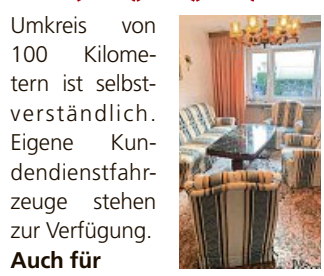 Umkreis von
100 Kilome-
tern ist selbst-
verständlich.
Eigene Kun-
dendienstfahr-
zeuge stehen
zur Verfügung.
Auch für